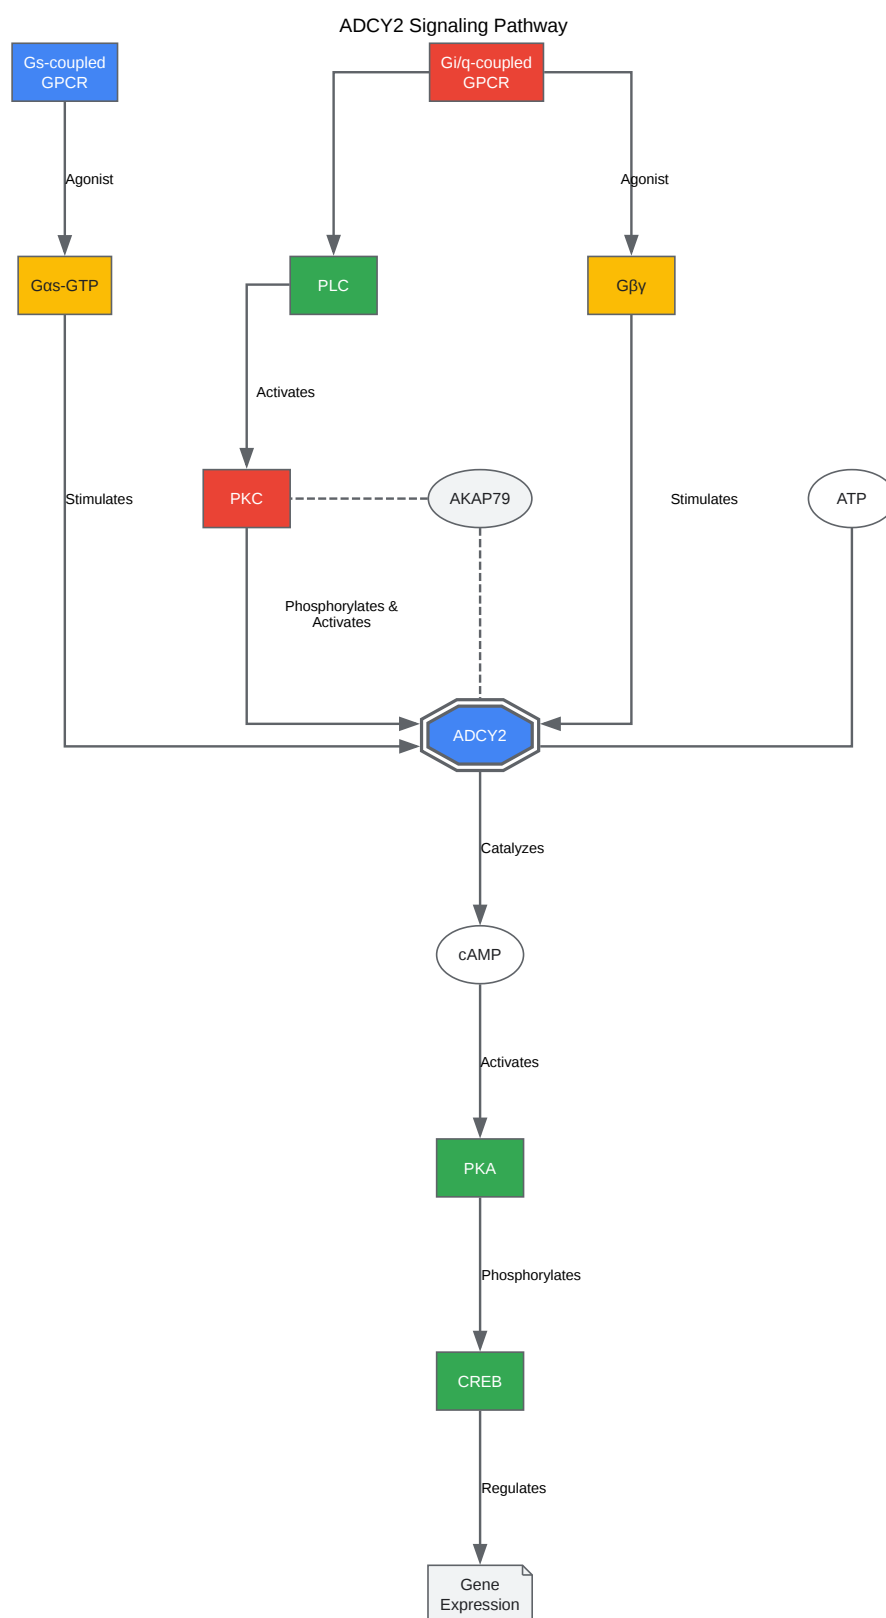 ADCY2 Signaling Pathway
Gs-coupled
GPCR
Gi/q-coupled
GPCR
Agonist
Agonist
Gαs-GTP
PLC
Gβγ
Activates
Stimulates
PKC
AKAP79
Stimulates
ATP
Phosphorylates &
Activates
ADCY2
Catalyzes
cAMP
Activates
PKA
Phosphorylates
CREB
Regulates
Gene
Expression